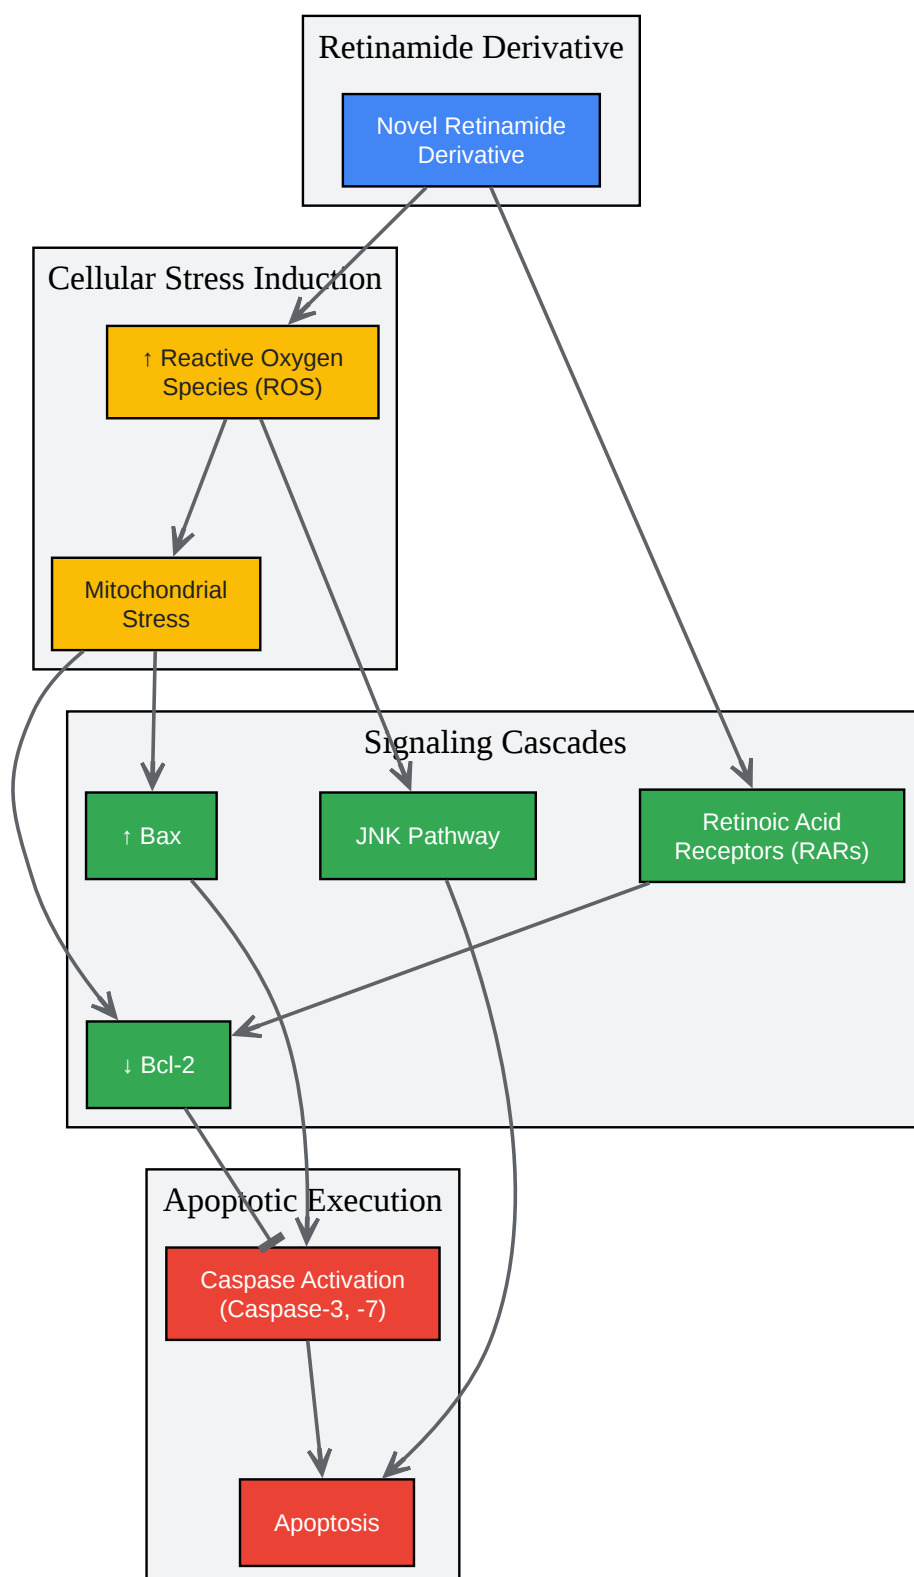 Retinamide Derivative
Novel Retinamide
Derivative
Cellular Stress Induction
↑ Reactive Oxygen
Species (ROS)
Mitochondrial
Stress
Signaling Cascades
↑ Bax
JNK Pathway
Retinoic Acid
Receptors (RARs)
↓ Bcl-2
Apoptotic Execution
Caspase Activation
(Caspase-3, -7)
Apoptosis